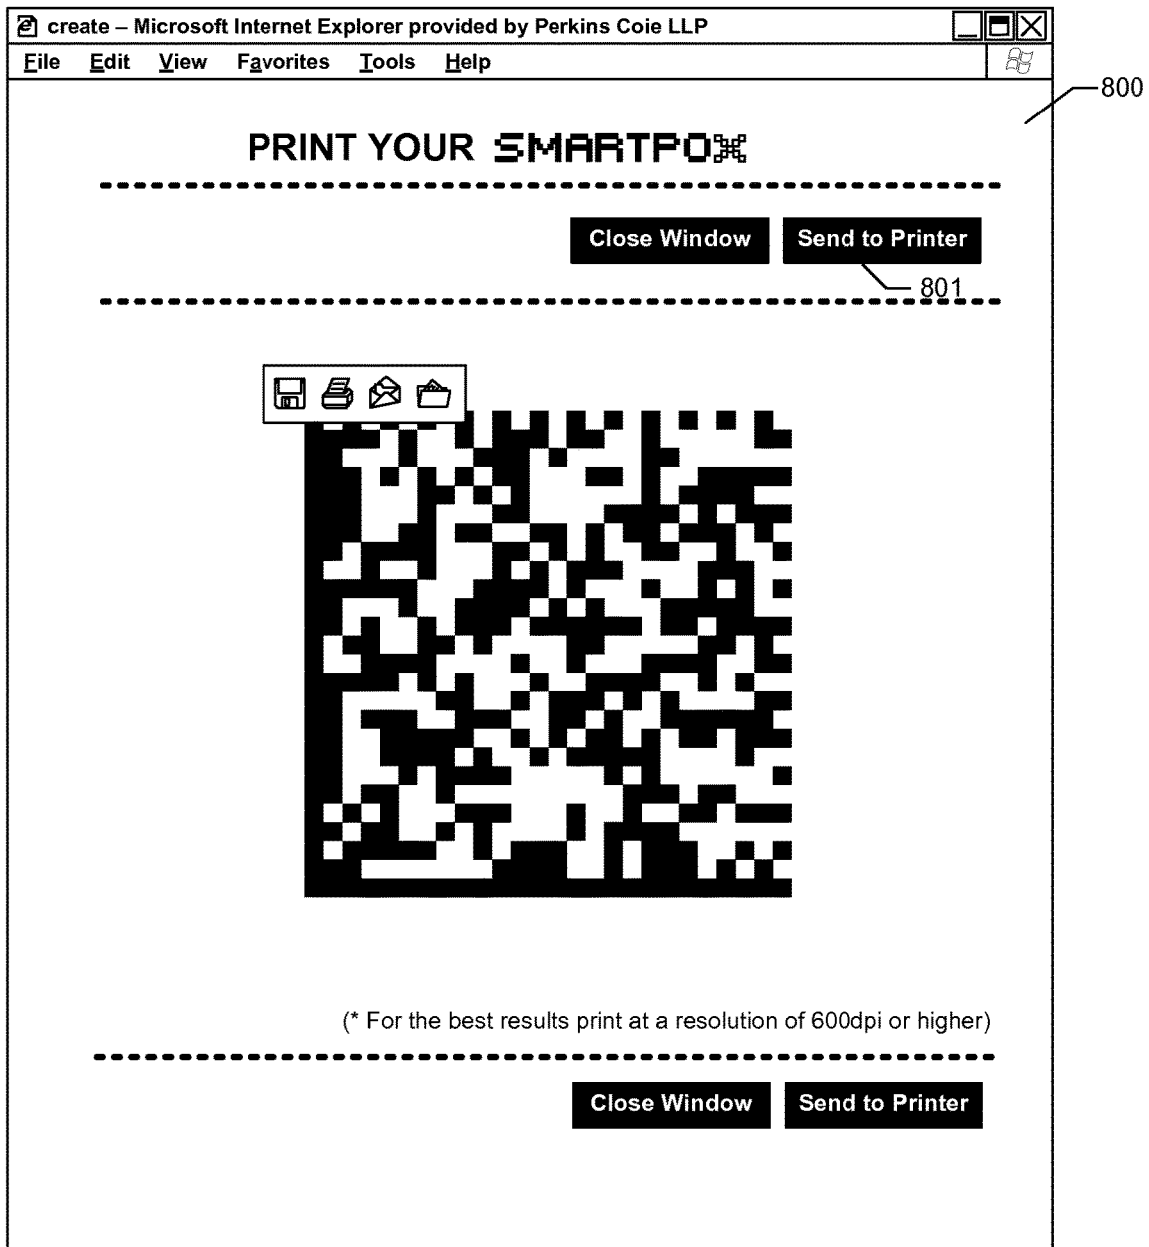 create – Microsoft Internet Explorer provided by Perkins Coie LLP
File Edit View Favorites Tools Help
800
PRINT YOUR SMARTPOX
Close Window Send to Printer
801
(* For the best results print at a resolution of 600dpi or higher)
Close Window Send to Printer